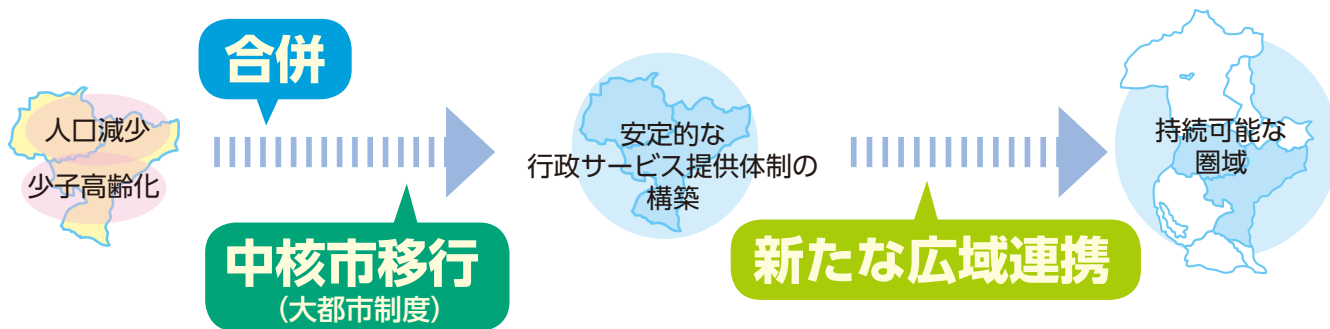 合併
人口減少
少子高齢化
中核市移行
(大都市制度)
安定的な
行政サービス提供体制の
構築
新たな広域連携
持続可能な
圏域